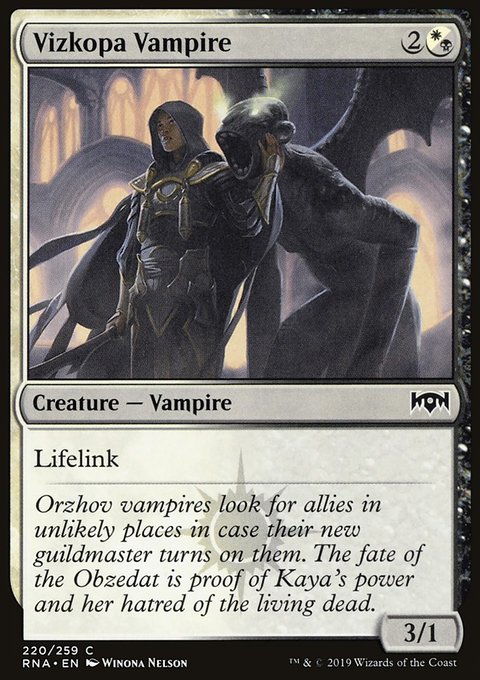 Vizkopa Vampire 2
Creature — Vampire
Lifelink
Orzhov vampires look for allies in
unlikely places in case their new
guildmaster turns on them. The fate of
the Obzedat is proof of Kaya's power
and her hatred of the living dead.
3/1
220/259 C
RNA • EN Winona Nelson
™ & © 2019 Wizards of the Coast